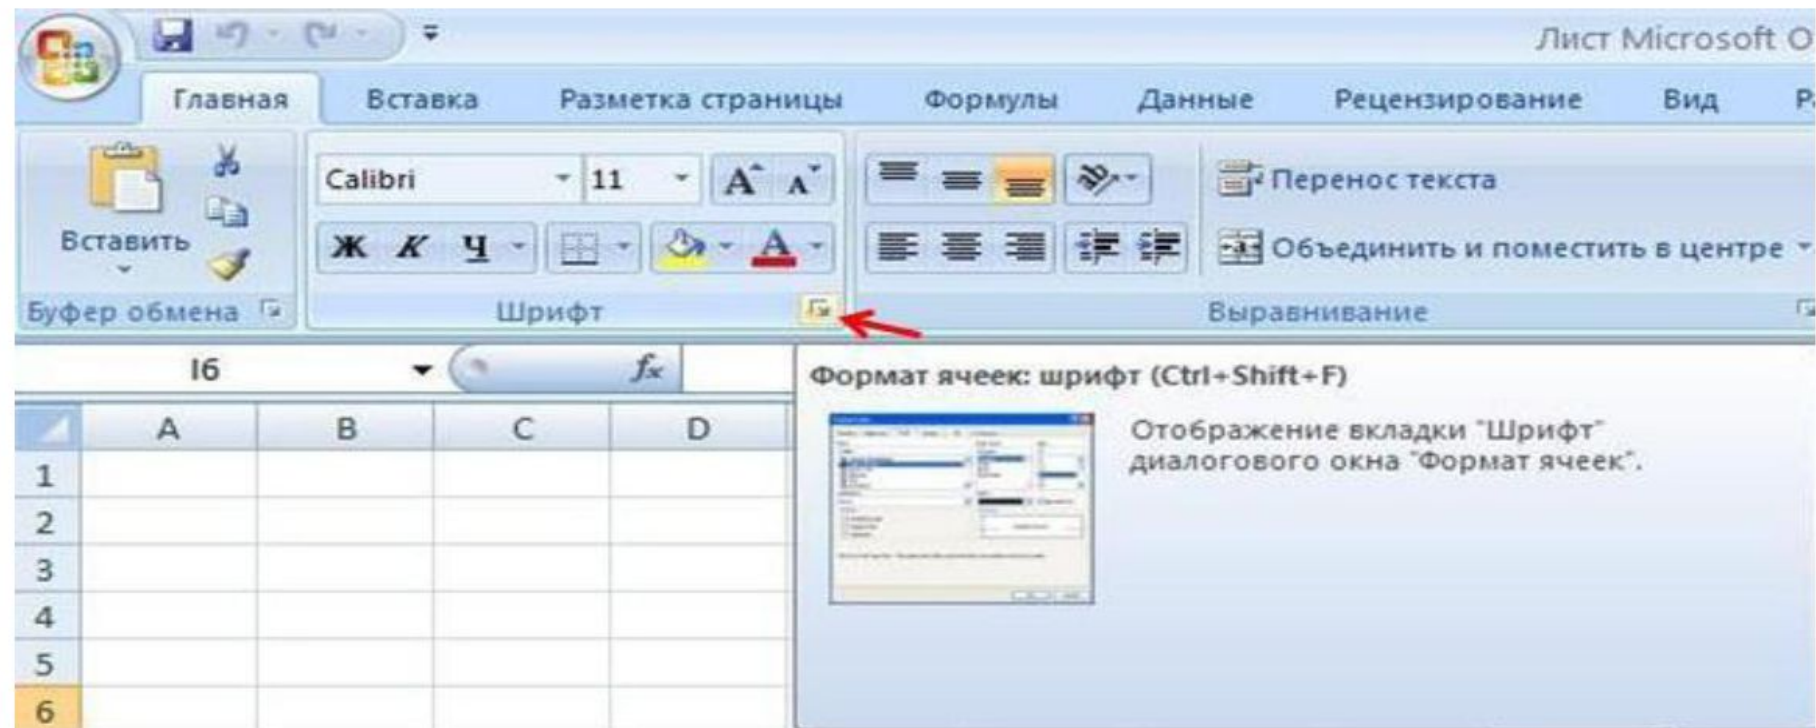 Лист Microsoft O
Главная Вставка Разметка страницы Формулы Данные Рецензирование Вид Р
Calibri 11 A A Перенос текста
Вставить Ж К Ч А Объединить и поместить в центре
Буфер обмена Шрифт Выравнивание
I6 fx
Формат ячеек: шрифт (Ctrl+Shift+F)
A B C D
Отображение вкладки "Шрифт"
диалогового окна "Формат ячеек".
1
2
3
4
5
6